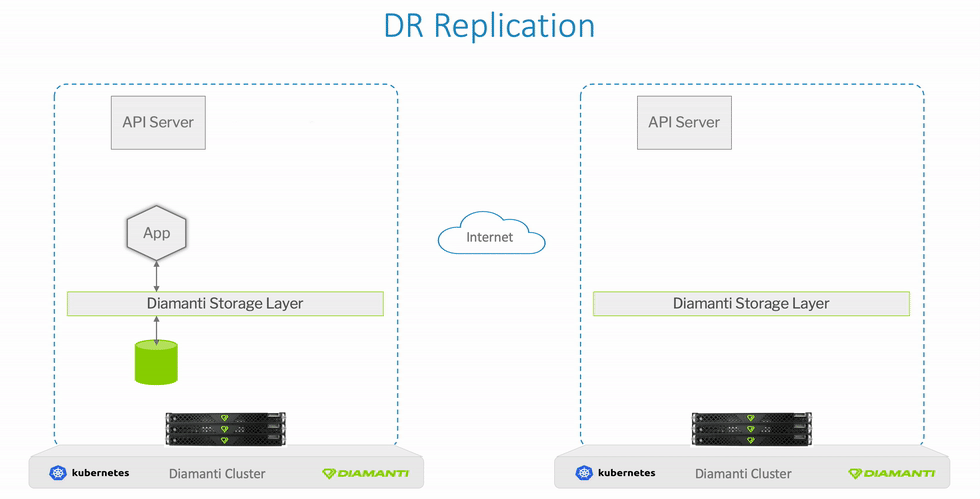 DR Replication
API Server
App
Diamanti Storage Layer
kubernetes
Diamanti Cluster
DIAMANTI
Internet
API Server
Diamanti Storage Layer
kubernetes
Diamanti Cluster
DIAMANTI